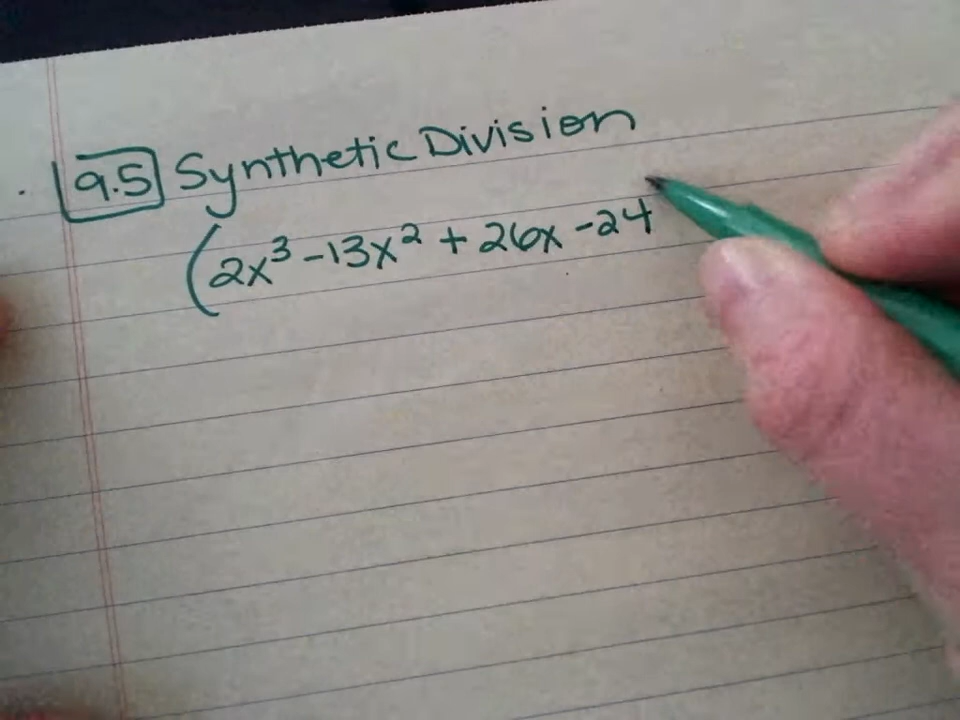 9.5 Synthetic Division
(2x³ -13x² + 26x -24